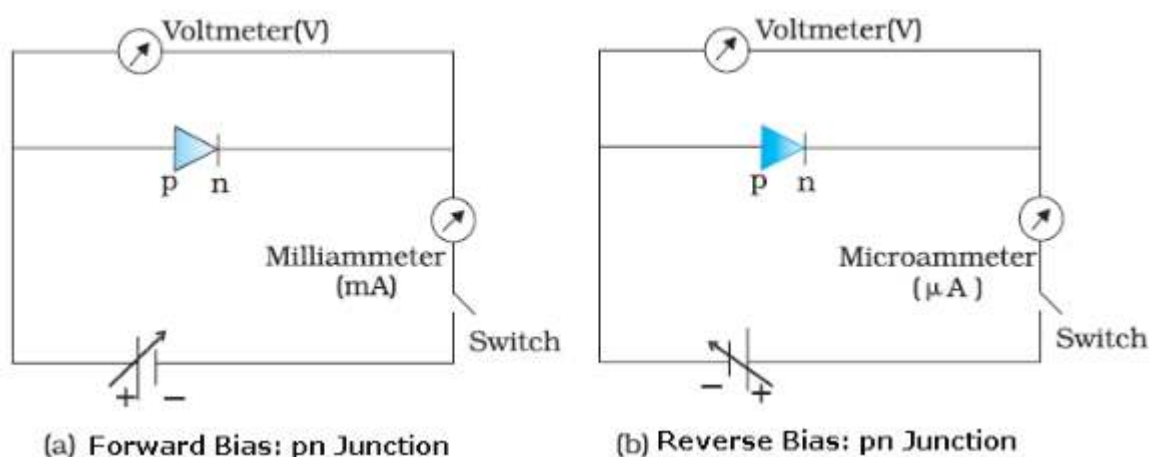 Voltmeter(V)
p n
Milliammeter
(mA)
Switch
+ -
(a) Forward Bias: pn Junction
Voltmeter(V)
p n
Microammeter
(μA)
Switch
- +
(b) Reverse Bias: pn Junction